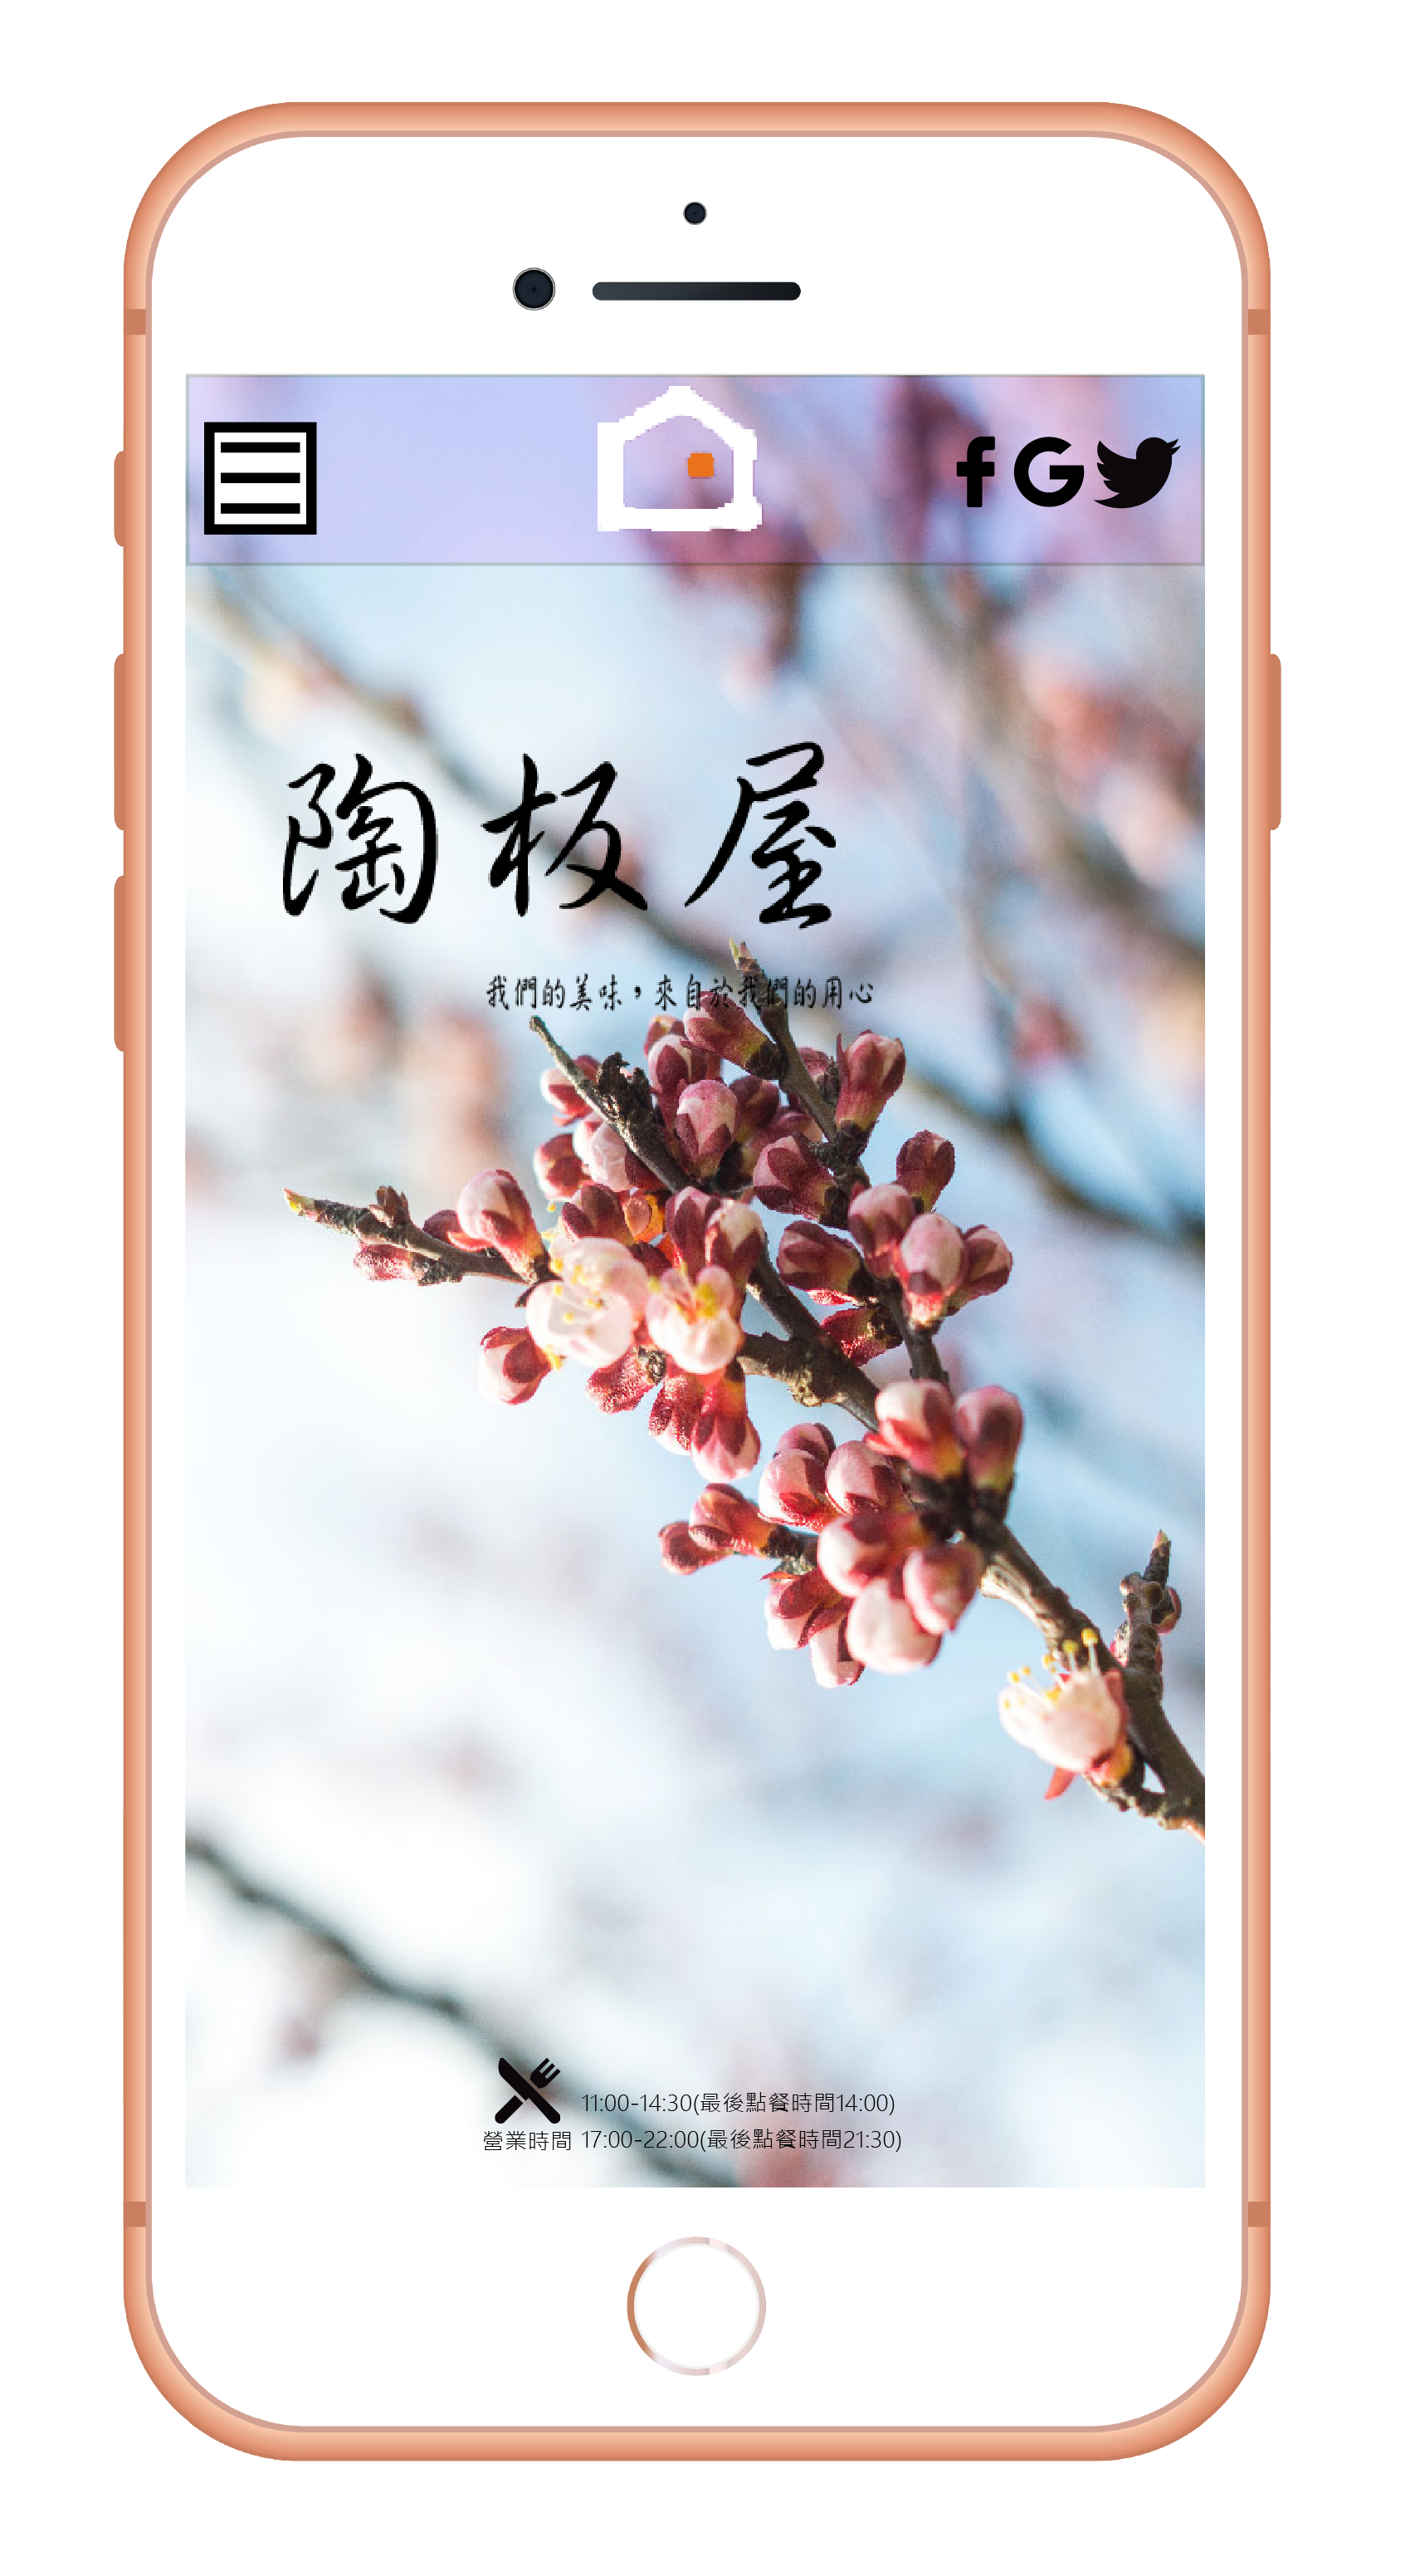 陶板屋
我們的美味，來自於我們的用心
11:00-14:30(最後點餐時間14:00)
營業時間 17:00-22:00(最後點餐時間21:30)